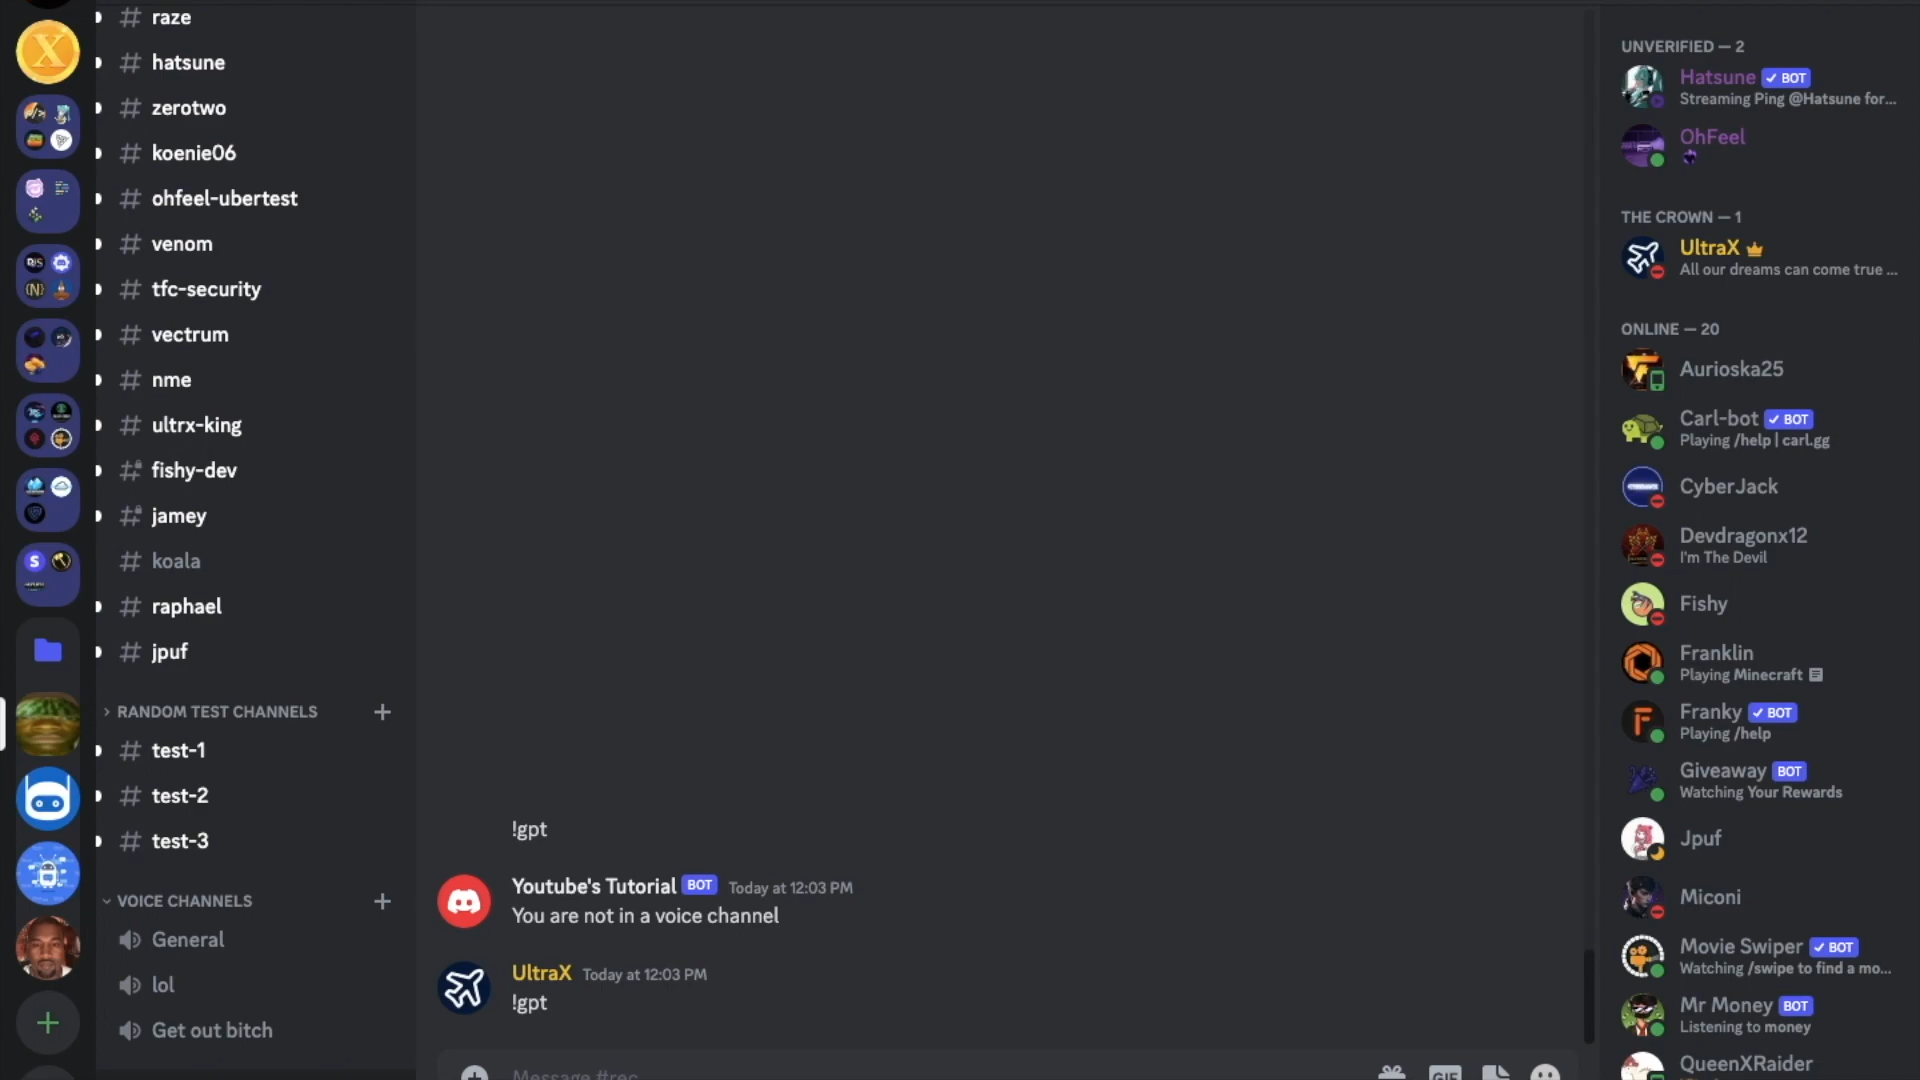 raze
hatsune
zerotwo
koenie06
ohfeel-ubertest
venom
tfc-security
vectrum
nme
ultrx-king
fishy-dev
jamey
koala
raphael
jpuf
RANDOM TEST CHANNELS
test-1
test-2
test-3
VOICE CHANNELS
General
lol
Get out bitch
!gpt
Youtube's Tutorial BOT Today at 12:03 PM
You are not in a voice channel
UltraX Today at 12:03 PM
!gpt
Message #rec
GIF
UNVERIFIED — 2
Hatsune BOT
Streaming Ping @Hatsune for...
OhFeel
THE CROWN — 1
UltraX
All our dreams can come true ...
ONLINE — 20
Aurioska25
Carl-bot BOT
Playing /help | carl.gg
CyberJack
Devdragonx12
I'm The Devil
Fishy
Franklin
Playing Minecraft
Franky BOT
Playing /help
Giveaway BOT
Watching Your Rewards
Jpuf
Miconi
Movie Swiper BOT
Watching /swipe to find a mo...
Mr Money BOT
Listening to money
QueenXRaider